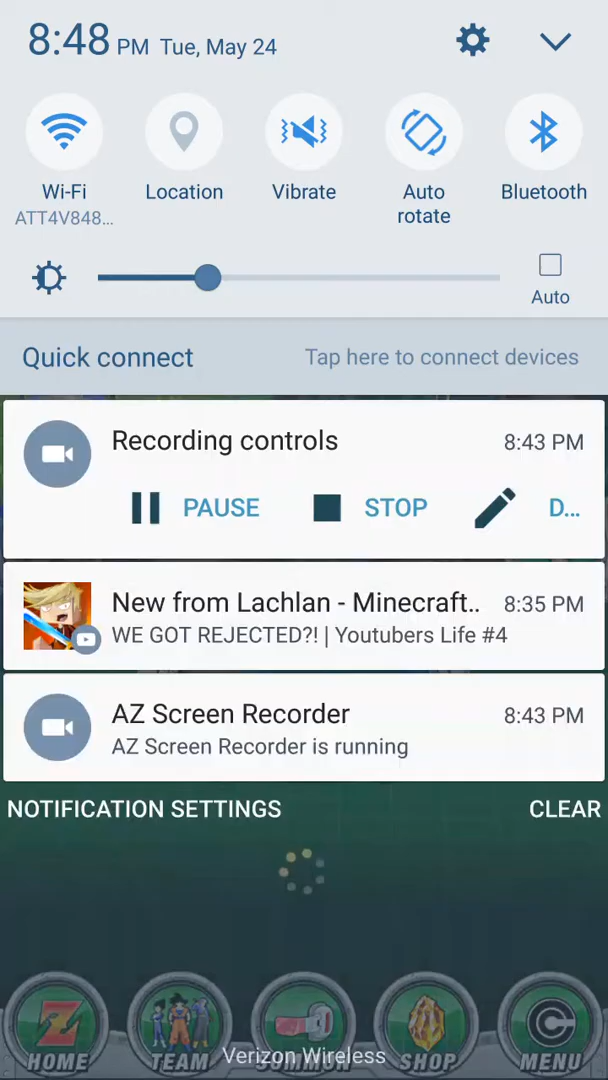 8:48 PM Tue, May 24
Wi-Fi
ATT4V848...
Location
Vibrate
Auto rotate
Bluetooth
Auto
Quick connect
Tap here to connect devices
Recording controls 8:43 PM
PAUSE STOP D...
New from Lachlan - Minecraft.. 8:35 PM
WE GOT REJECTED?! | Youtubers Life #4
AZ Screen Recorder 8:43 PM
AZ Screen Recorder is running
NOTIFICATION SETTINGS CLEAR
HOME TEAM SUMMON SHOP MENU
Verizon Wireless